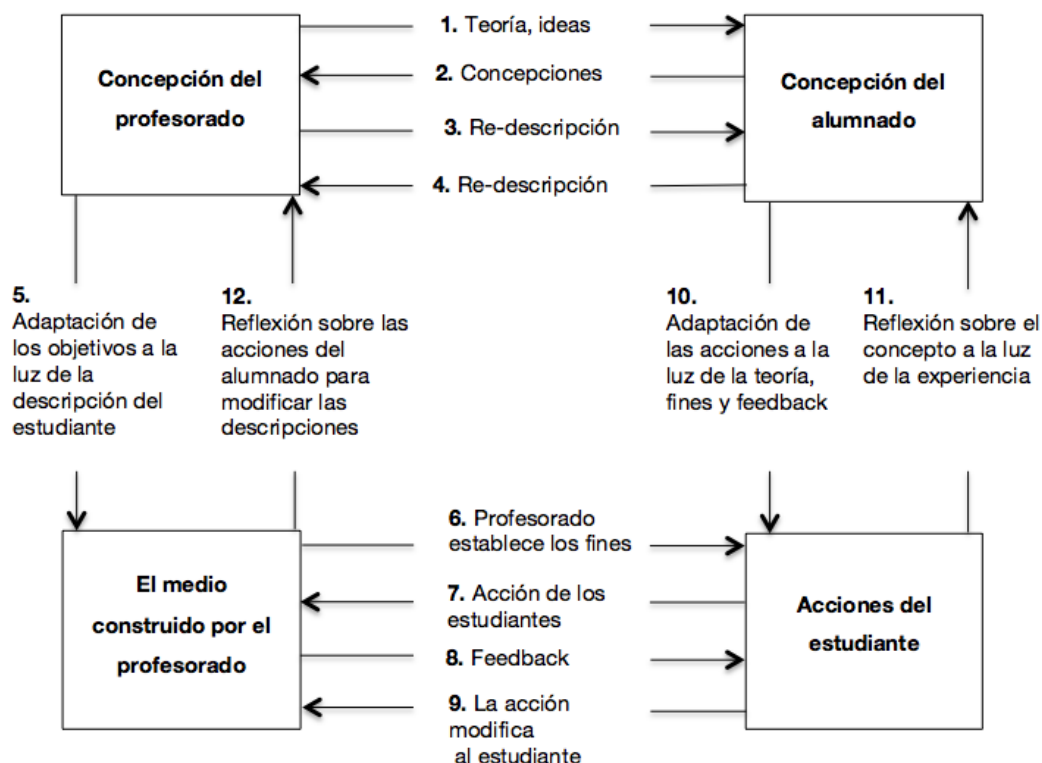 Concepción del
profesorado
1. Teoría, ideas
2. Concepciones
3. Re-descripción
4. Re-descripción
Concepción del
alumnado
5.
Adaptación de
los objetivos a la
luz de la
descripción del
estudiante
12.
Reflexión sobre las
acciones del
alumnado para
modificar las
descripciones
10.
Adaptación de
las acciones a la
luz de la teoría,
fines y feedback
11.
Reflexión sobre el
concepto a la luz
de la experiencia
El medio
construido por el
profesorado
6. Profesorado
establece los fines
7. Acción de los
estudiantes
8. Feedback
9. La acción
modifica
al estudiante
Acciones del
estudiante